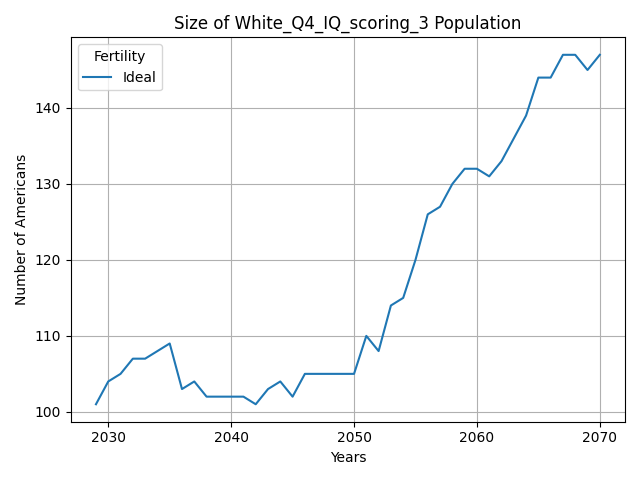 Size of White_Q4_IQ_scoring_3 Population
Fertility
Ideal
Number of Americans
140
130
120
110
100
2030 2040 2050 2060 2070
Years